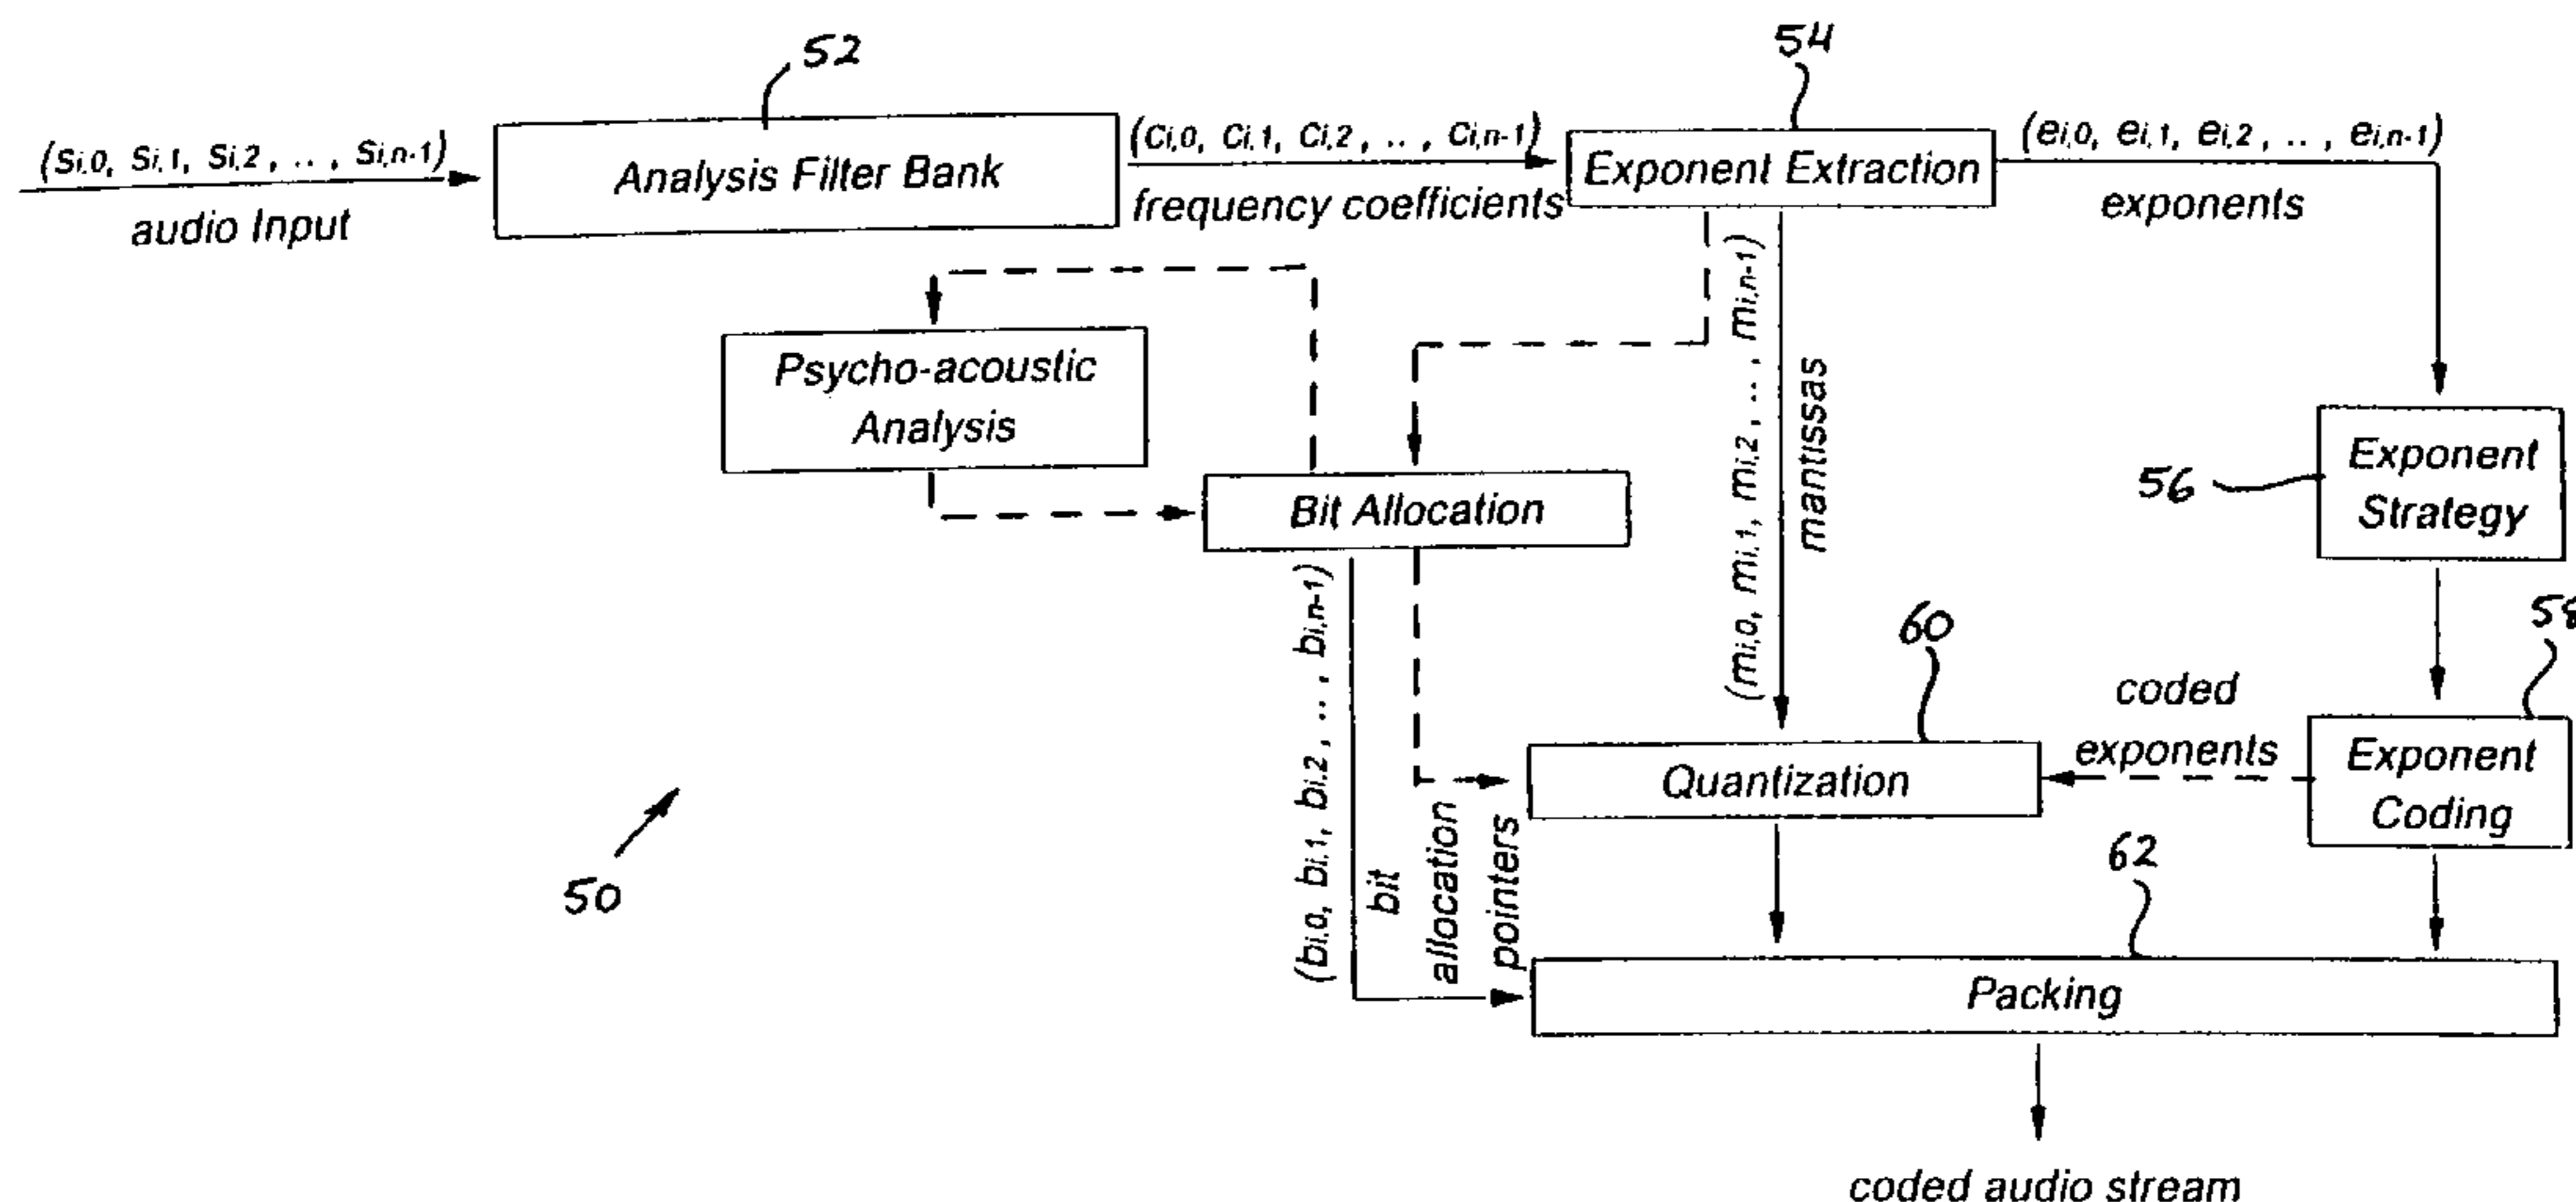 52
54
(si,0, si,1, si,2, .. , si,n-1)
audio Input
Analysis Filter Bank
(ci,0, ci,1, ci,2, .. , ci,n-1)
frequency coefficients
Exponent Extraction
(ei,0, ei,1, ei,2, .. , ei,n-1)
exponents
Psycho-acoustic
Analysis
Bit Allocation
(mi,0, mi,1, mi,2, .. , mi,n-1)
mantissas
56
Exponent
Strategy
58
(bi,0, bi,1, bi,2, .. , bi,n-1)
bit
allocation
pointers
60
Quantization
coded
exponents
Exponent
Coding
50
62
Packing
coded audio stream